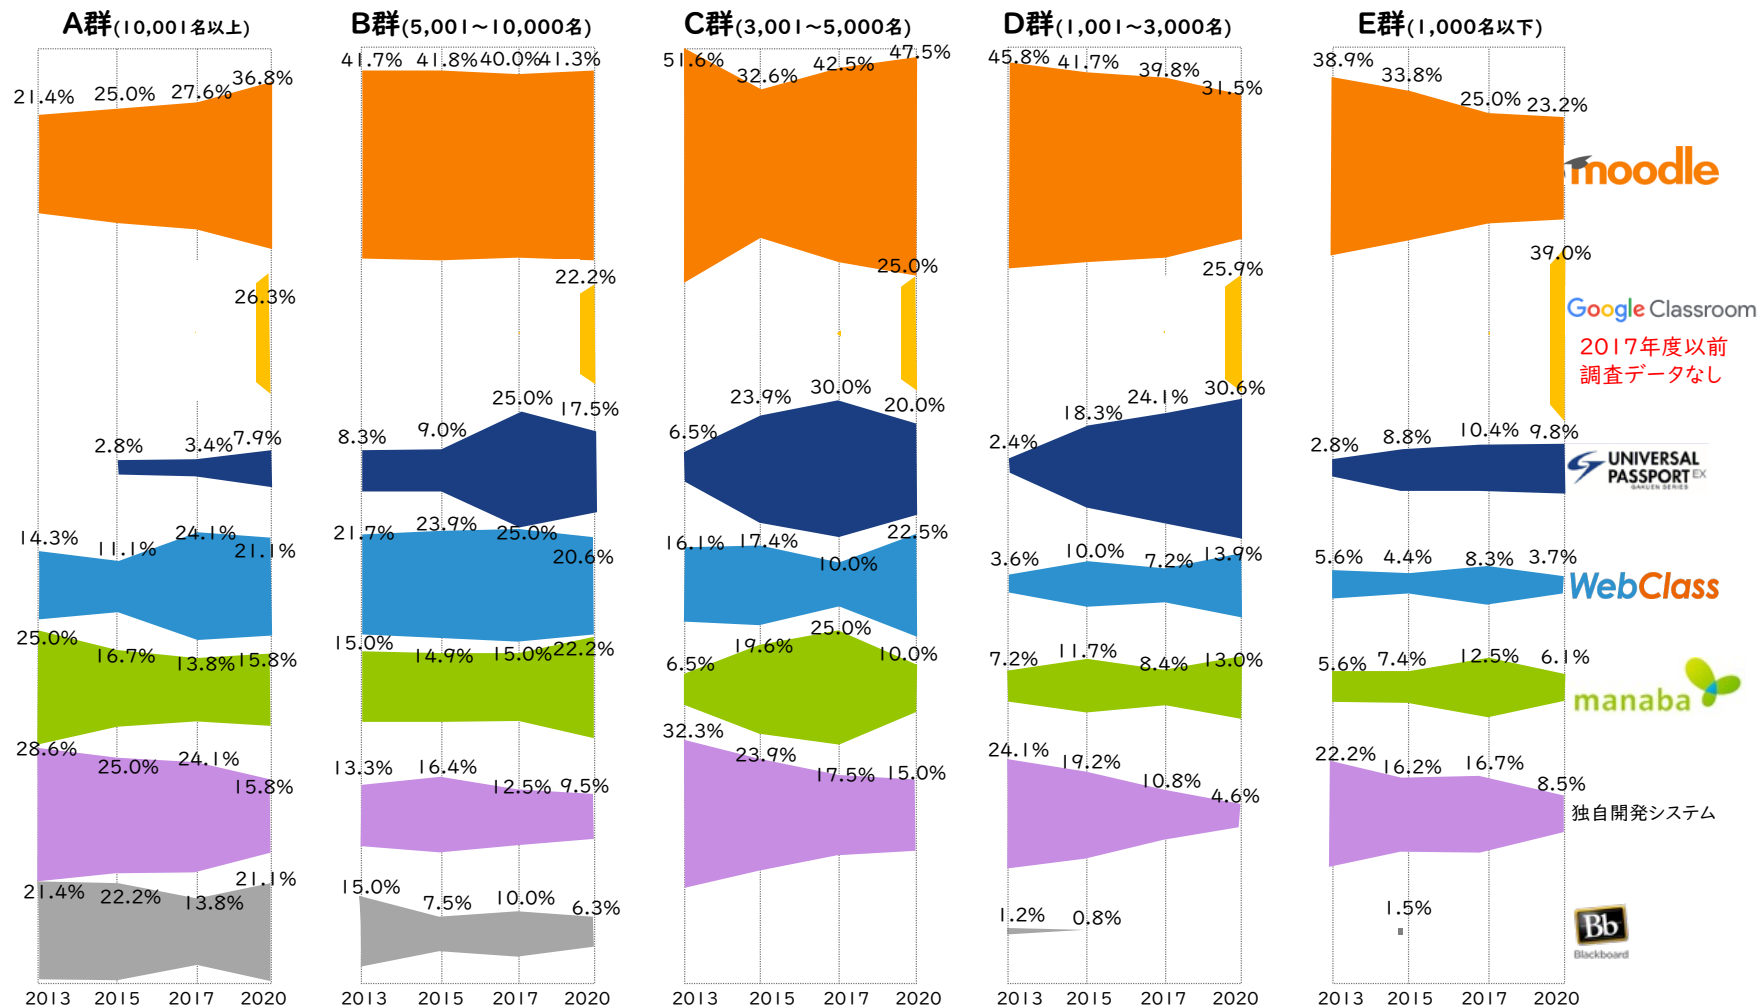 A群(10,001名以上)
B群(5,001〜10,000名)
C群(3,001〜5,000名)
D群(1,001〜3,000名)
E群(1,000名以下)
21.4% 25.0% 27.6% 36.8%
41.7% 41.8% 40.0% 41.3%
51.6% 32.6% 42.5% 47.5%
45.8% 41.7% 39.8% 31.5%
38.9% 33.8% 25.0% 23.2%
moodle
26.3%
22.2%
25.0%
25.9%
39.0%
Google Classroom
2017年度以前
調査データなし
2.8% 3.4% 7.9%
8.3% 9.0% 25.0% 17.5%
6.5% 23.9% 30.0% 20.0%
2.4% 18.3% 24.1% 30.6%
2.8% 8.8% 10.4% 9.8%
UNIVERSAL
PASSPORT EX
GAKUEN SERIES
14.3% 11.1% 24.1% 21.1%
21.7% 23.9% 25.0% 20.6%
16.1% 17.4% 10.0% 22.5%
3.6% 10.0% 7.2% 13.9%
5.6% 4.4% 8.3% 3.7%
WebClass
25.0% 16.7% 13.8% 15.8%
15.0% 14.9% 15.0% 22.2%
6.5% 19.6% 25.0% 10.0%
7.2% 11.7% 8.4% 13.0%
5.6% 7.4% 12.5% 6.1%
manaba
28.6% 25.0% 24.1% 15.8%
13.3% 16.4% 12.5% 9.5%
32.3% 23.9% 17.5% 15.0%
24.1% 19.2% 10.8% 4.6%
22.2% 16.2% 16.7% 8.5%
独自開発システム
21.4% 22.2% 13.8% 21.1%
15.0% 7.5% 10.0% 6.3%
1.2% 0.8%
1.5%
Bb
Blackboard
2013 2015 2017 2020
2013 2015 2017 2020
2013 2015 2017 2020
2013 2015 2017 2020
2013 2015 2017 2020